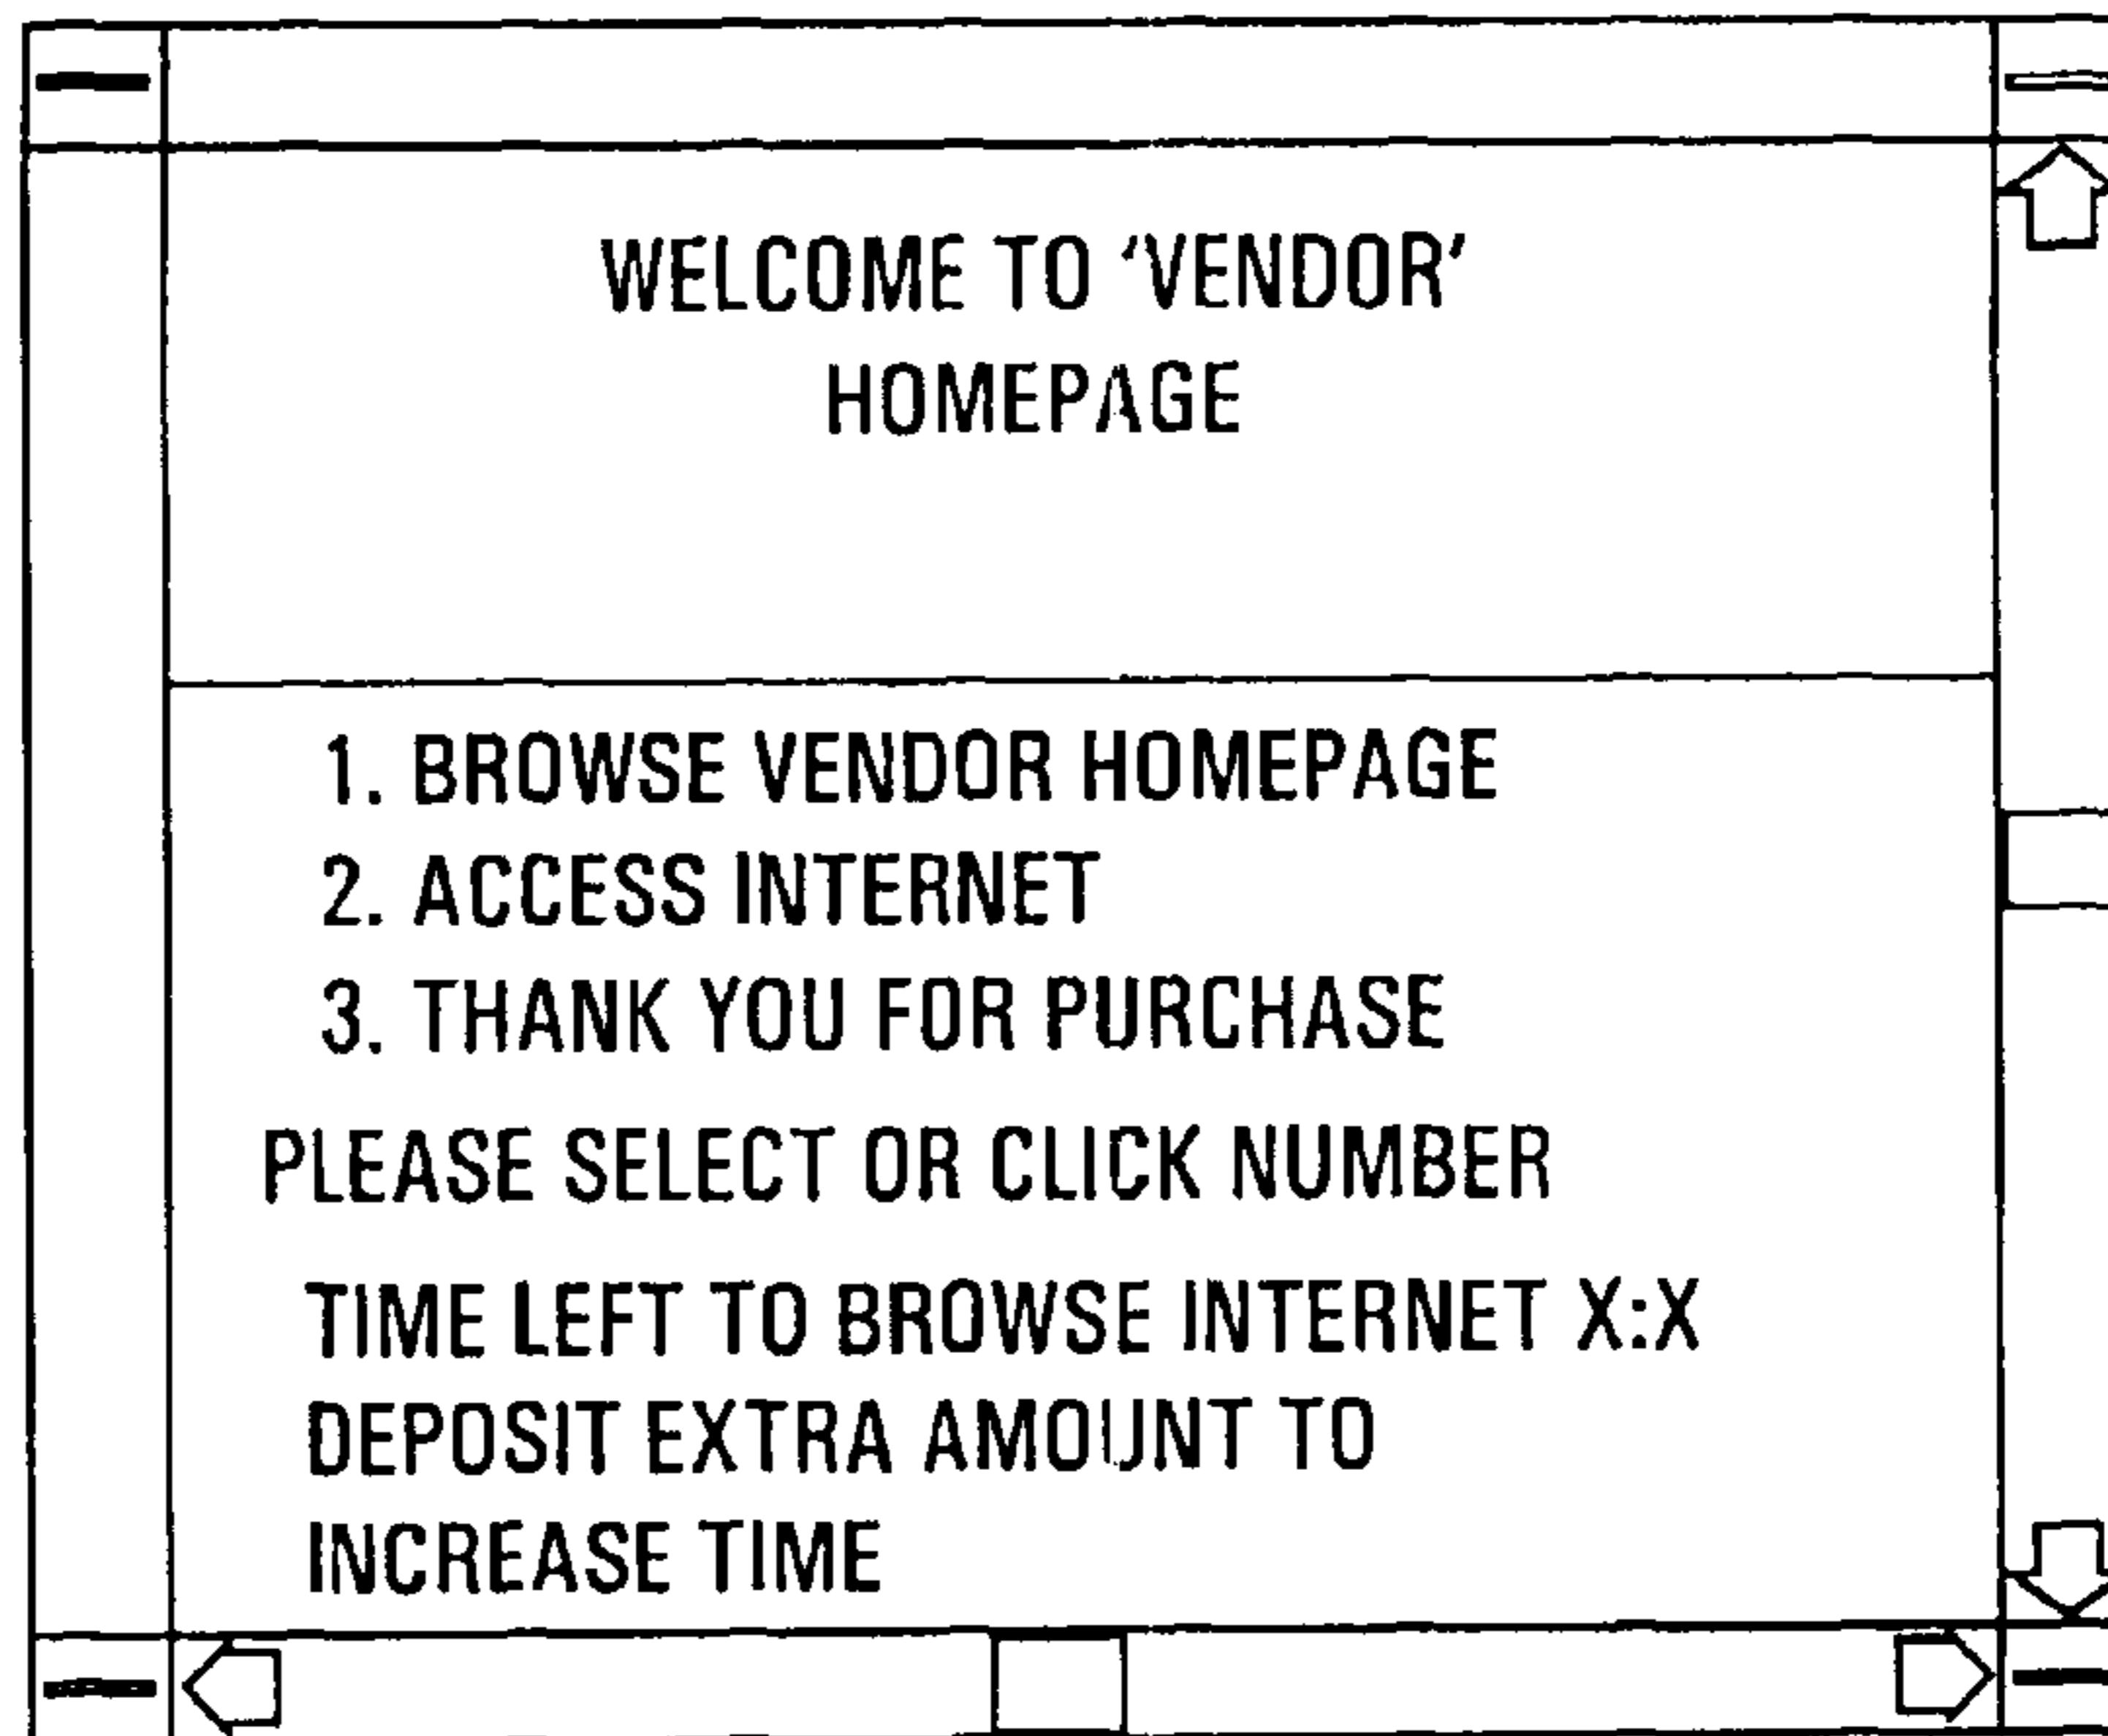 WELCOME TO ‘VENDOR’
HOMEPAGE
1. BROWSE VENDOR HOMEPAGE
2. ACCESS INTERNET
3. THANK YOU FOR PURCHASE
PLEASE SELECT OR CLICK NUMBER
TIME LEFT TO BROWSE INTERNET X:X
DEPOSIT EXTRA AMOUNT TO
INCREASE TIME